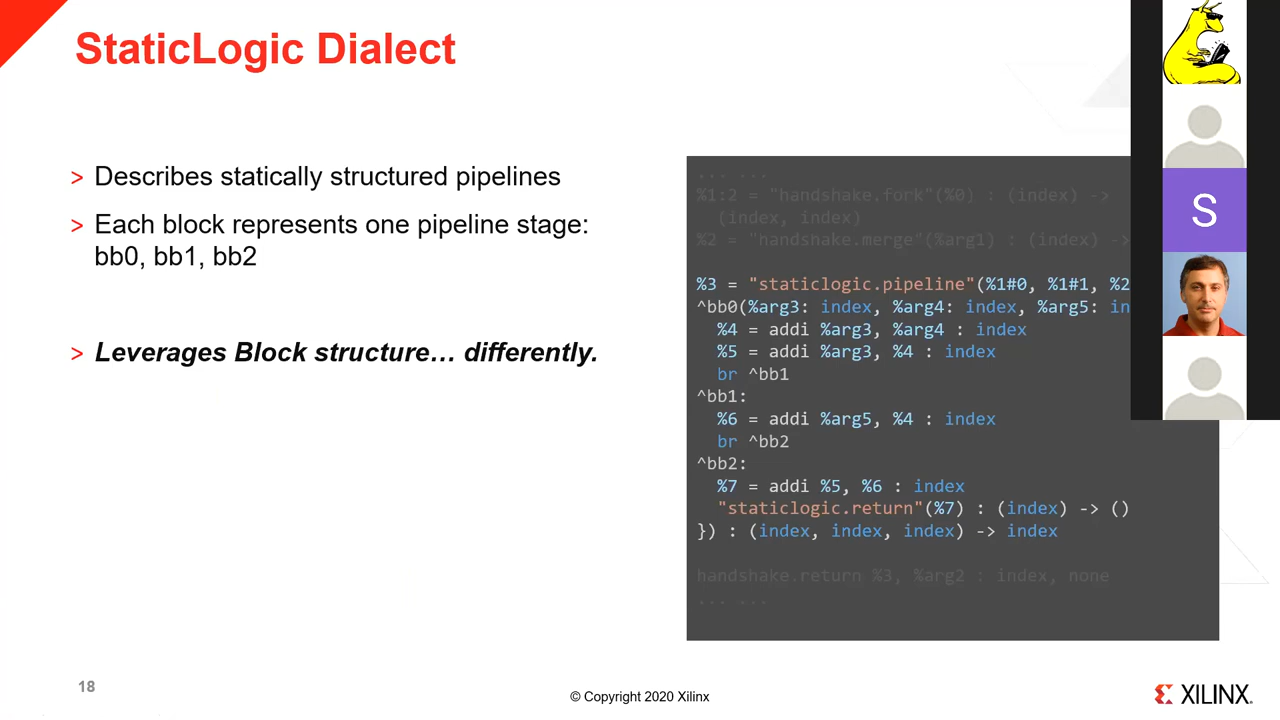 StaticLogic Dialect
> Describes statically structured pipelines
> Each block represents one pipeline stage:
bb0, bb1, bb2
> Leverages Block structure… differently.
... ...
%1:2 = "handshake.fork"(%0) : (index) ->
(index, index)
%2 = "handshake.merge"(%arg1) : (index) ->
%3 = "staticlogic.pipeline"(%1#0, %1#1, %2
^bb0(%arg3: index, %arg4: index, %arg5: in
%4 = addi %arg3, %arg4 : index
%5 = addi %arg3, %4 : index
br ^bb1
^bb1:
%6 = addi %arg5, %4 : index
br ^bb2
^bb2:
%7 = addi %5, %6 : index
"staticlogic.return"(%7) : (index) -> ()
}) : (index, index, index) -> index
handshake.return %3, %arg2 : index, none
... ...
S
18
© Copyright 2020 Xilinx
XILINX.